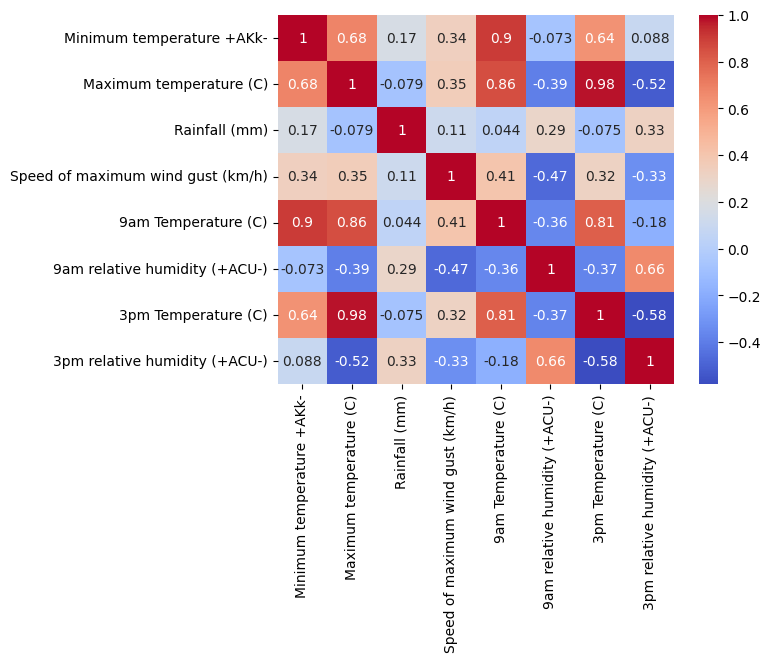 Minimum temperature +AKk- 1 0.68 0.17 0.34 0.9 -0.073 0.64 0.088
Maximum temperature (C) 0.68 1 -0.079 0.35 0.86 -0.39 0.98 -0.52
Rainfall (mm) 0.17 -0.079 1 0.11 0.044 0.29 -0.075 0.33
Speed of maximum wind gust (km/h) 0.34 0.35 0.11 1 0.41 -0.47 0.32 -0.33
9am Temperature (C) 0.9 0.86 0.044 0.41 1 -0.36 0.81 -0.18
9am relative humidity (+ACU-) -0.073 -0.39 0.29 -0.47 -0.36 1 -0.37 0.66
3pm Temperature (C) 0.64 0.98 -0.075 0.32 0.81 -0.37 1 -0.58
3pm relative humidity (+ACU-) 0.088 -0.52 0.33 -0.33 -0.18 0.66 -0.58 1
Minimum temperature +AKk-
Maximum temperature (C)
Rainfall (mm)
Speed of maximum wind gust (km/h)
9am Temperature (C)
9am relative humidity (+ACU-)
3pm Temperature (C)
3pm relative humidity (+ACU-)
1.0
0.8
0.6
0.4
0.2
0.0
−0.2
−0.4